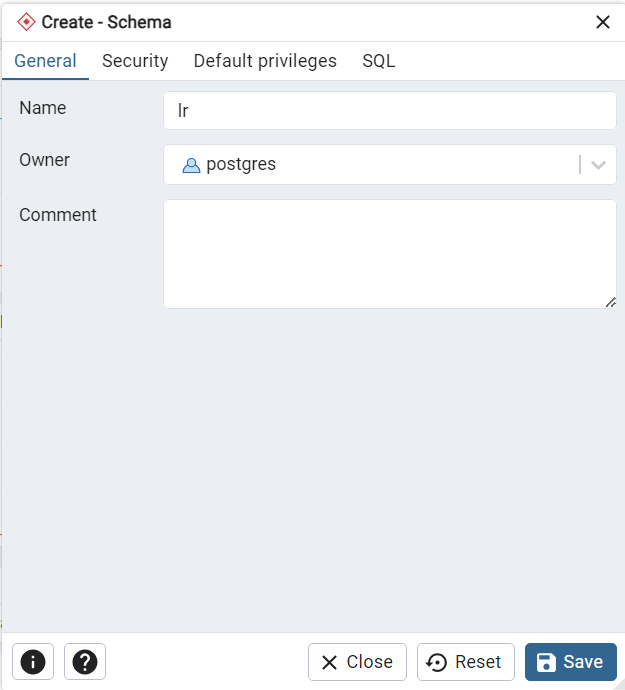 Create - Schema
General Security Default privileges SQL
Name lr
Owner postgres
Comment
Close Reset Save